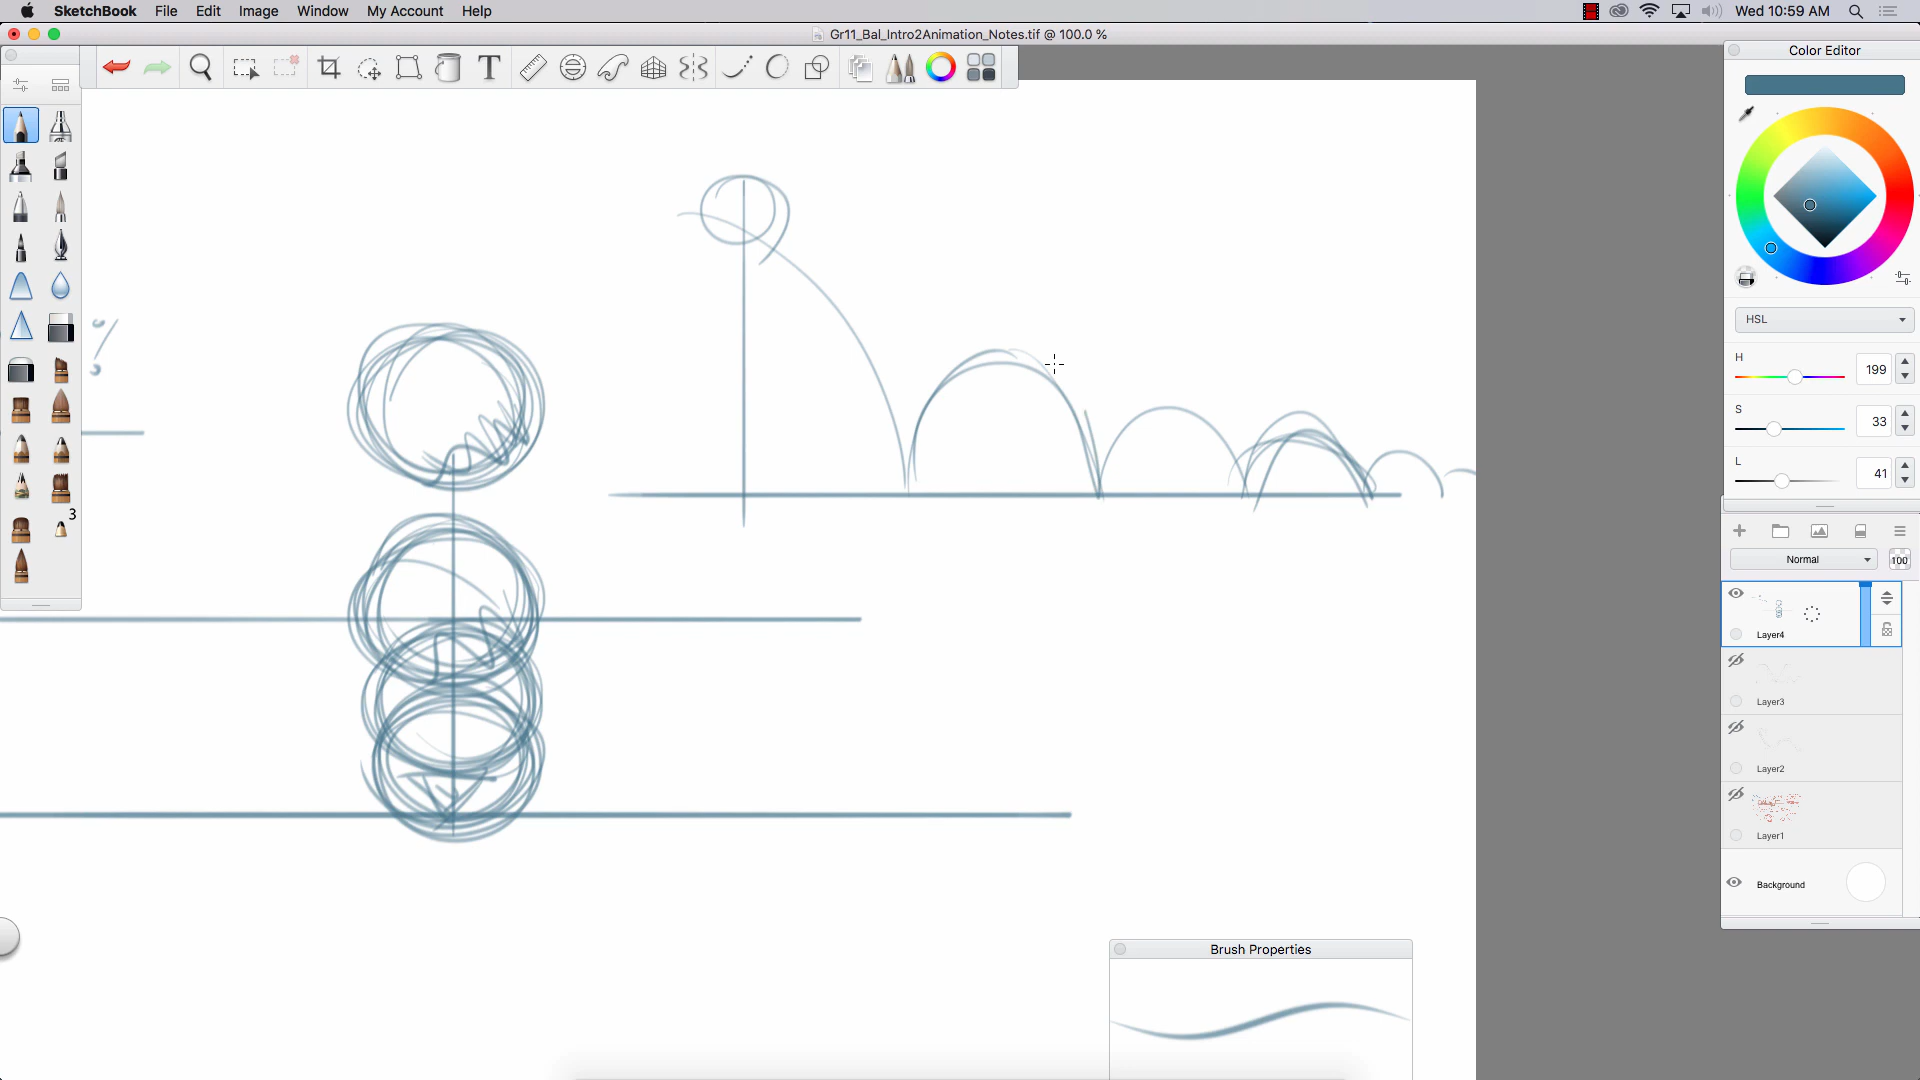 SketchBook File Edit Image Window My Account Help Wed 10:59 AM
Gr11_Bal_Intro2Animation_Notes.tif @ 100.0 %
Color Editor
T
HSL
H 199
S 33
L 41
%
3
Normal 100
Layer4
Layer3
Layer2
Layer1
Background
Brush Properties